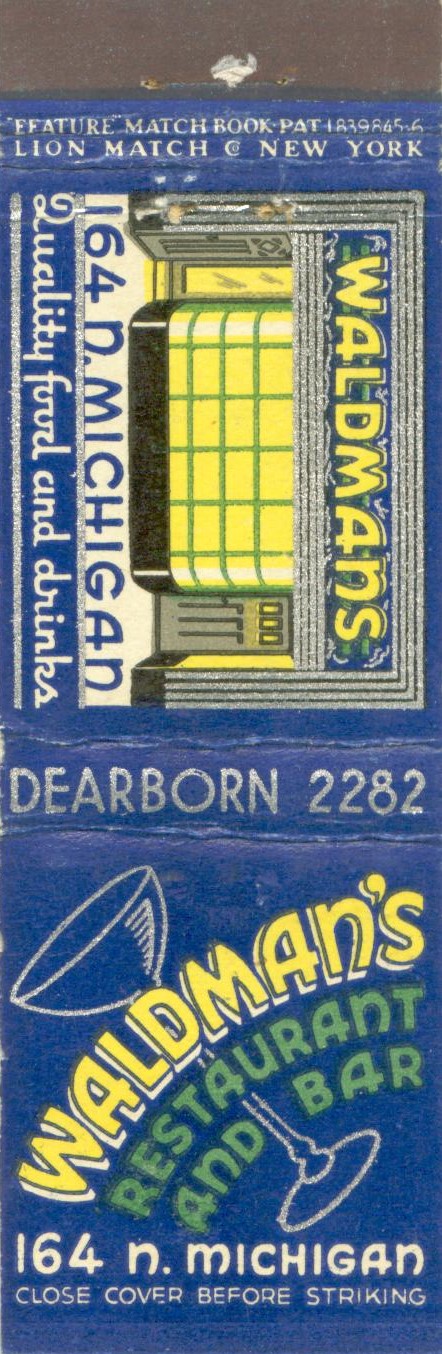 "FEATURE" MATCH BOOK PAT 1839845-6
LION MATCH Co NEW YORK
WALDMANS
164 N. MICHIGAN
Quality food and drinks
DEARBORN 2282
WALDMAN'S
RESTAURANT
AND BAR
164 N. MICHIGAN
CLOSE COVER BEFORE STRIKING